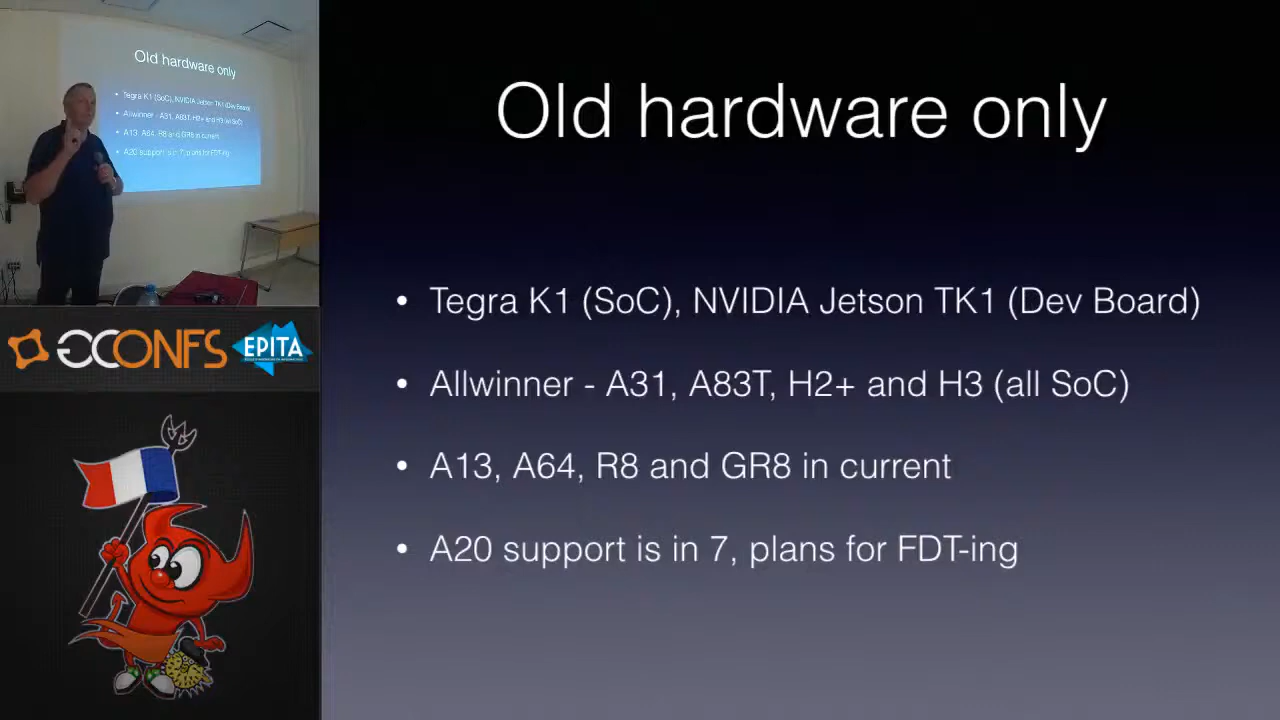 Old hardware only
• Tegra K1 (SoC), NVIDIA Jetson TK1 (Dev Board)
• Allwinner - A31, A83T, H2+ and H3 (all SoC)
• A13, A64, R8 and GR8 in current
• A20 support is in 7, plans for FDT-ing
GCONFS
EPITA
Old hardware only
• Tegra K1 (SoC), NVIDIA Jetson TK1 (Dev Board)
• Allwinner - A31, A83T, H2+ and H3 (all SoC)
• A13, A64, R8 and GR8 in current
• A20 support is in 7, plans for FDT-ing